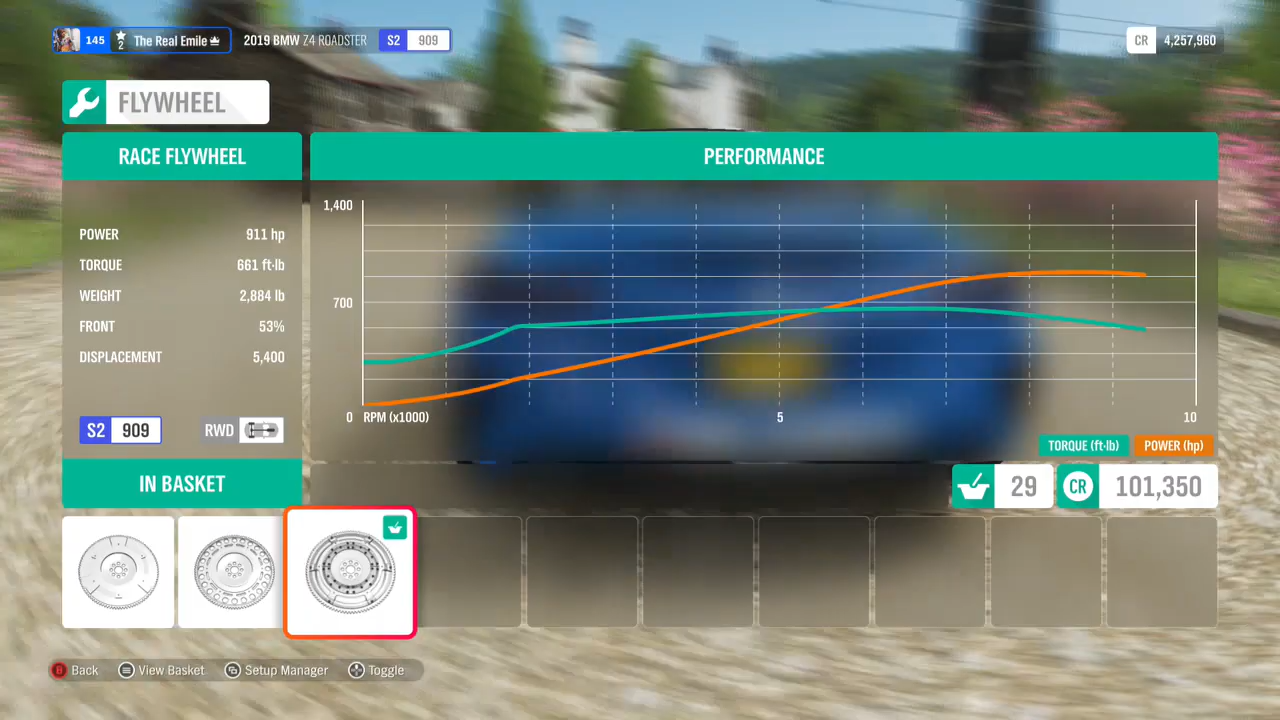 145 2 The Real Emile 2019 BMW Z4 ROADSTER S2 909 CR 4,257,960
FLYWHEEL
RACE FLYWHEEL
POWER 911 hp
TORQUE 661 ft·lb
WEIGHT 2,884 lb
FRONT 53%
DISPLACEMENT 5,400
S2 909 RWD
IN BASKET
PERFORMANCE
1,400
700
0 RPM (x1000) 5 10
TORQUE (ft·lb) POWER (hp)
29 CR 101,350
B Back View Basket Setup Manager Toggle